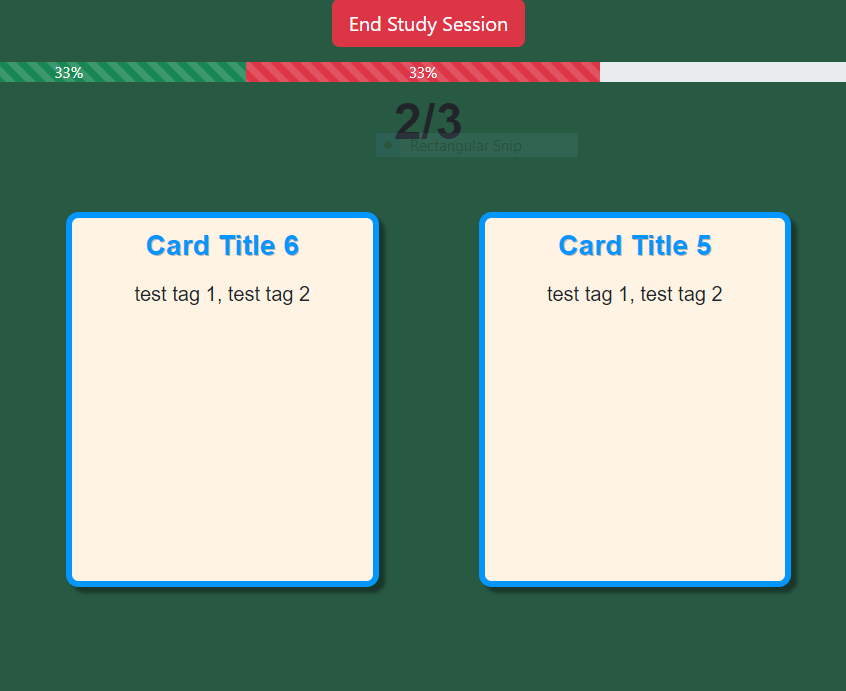 End Study Session
33% 33%
2/3
Rectangular Snip
Card Title 6
test tag 1, test tag 2
Card Title 5
test tag 1, test tag 2